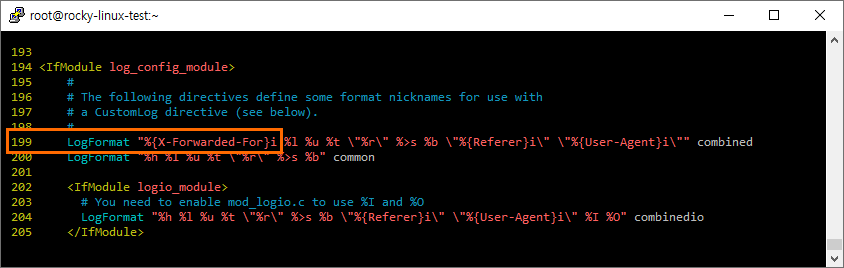 root@rocky-linux-test:~
193
194 <IfModule log_config_module>
195     #
196     # The following directives define some format nicknames for use with
197     # a CustomLog directive (see below).
198     #
199     LogFormat "%{X-Forwarded-For}i %l %u %t \"%r\" %>s %b \"%{Referer}i\" \"%{User-Agent}i\"" combined
200     LogFormat "%h %l %u %t \"%r\" %>s %b" common
201
202     <IfModule logio_module>
203       # You need to enable mod_logio.c to use %I and %O
204       LogFormat "%h %l %u %t \"%r\" %>s %b \"%{Referer}i\" \"%{User-Agent}i\" %I %O" combinedio
205     </IfModule>